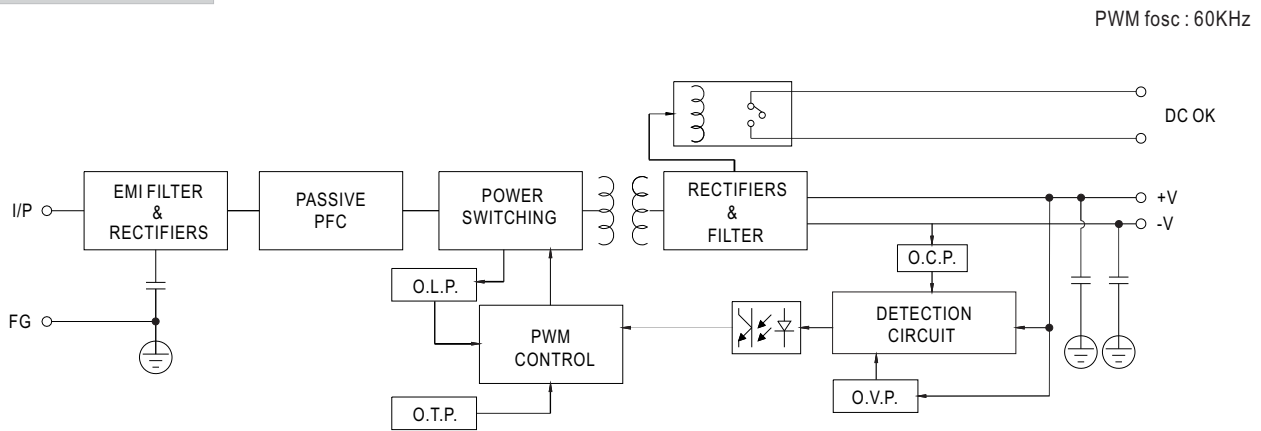 PWM fosc : 60KHz
DC OK
I/P
EMI FILTER
&
RECTIFIERS
PASSIVE
PFC
POWER
SWITCHING
RECTIFIERS
&
FILTER
+V
-V
O.C.P.
O.L.P.
FG
PWM
CONTROL
DETECTION
CIRCUIT
O.T.P.
O.V.P.